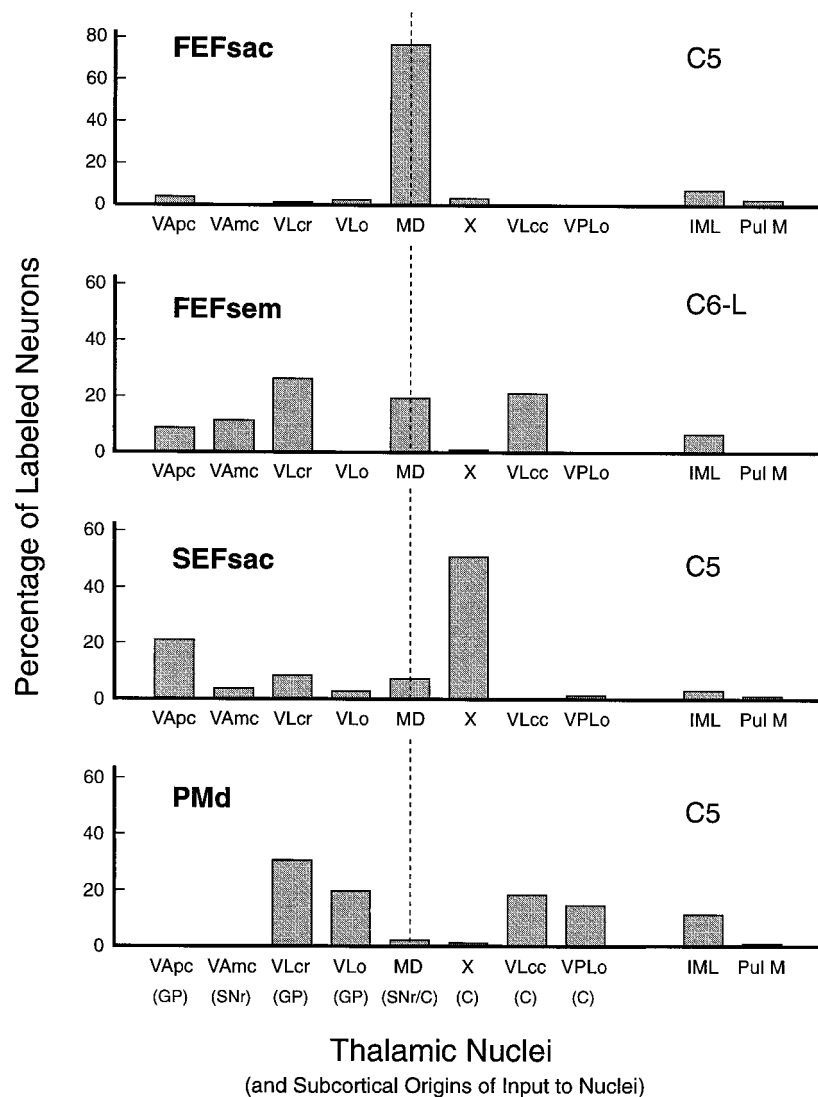 FEFsac C5
80
60
40
20
0
VApc VAmc VLcr VLo MD X VLcc VPLo IML Pul M
FEFsem C6-L
60
40
20
0
VApc VAmc VLcr VLo MD X VLcc VPLo IML Pul M
SEFsac C5
60
40
20
0
VApc VAmc VLcr VLo MD X VLcc VPLo IML Pul M
PMd C5
60
40
20
0
VApc VAmc VLcr VLo MD X VLcc VPLo IML Pul M
(GP) (SNr) (GP) (GP) (SNr/C) (C) (C) (C)
Percentage of Labeled Neurons
Thalamic Nuclei
(and Subcortical Origins of Input to Nuclei)